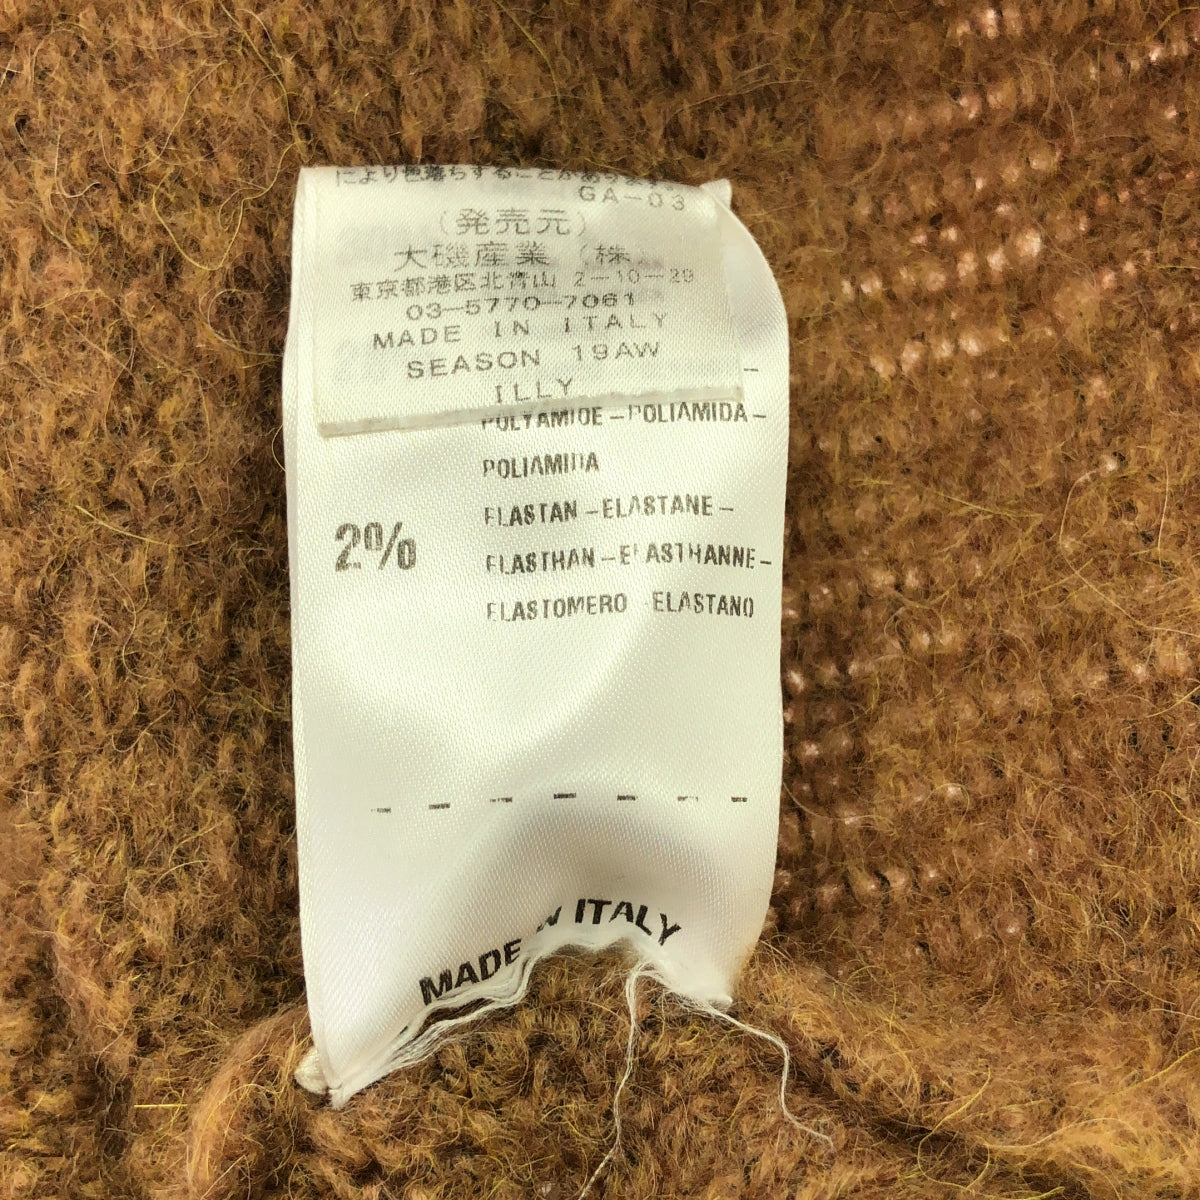 により色落ちすることがあります。
GA-03
(発売元)
大磯産業(株)
東京都港区北青山 2-10-29
03-5770-7061
MADE IN ITALY
SEASON 19AW
ILLY
POLYAMIDE-POLIAMIDA-
POLIAMIDA
2% ELASTAN-ELASTANE-
ELASTHAN-ELASTHANNE-
ELASTOMERO ELASTANO
MADE IN ITALY